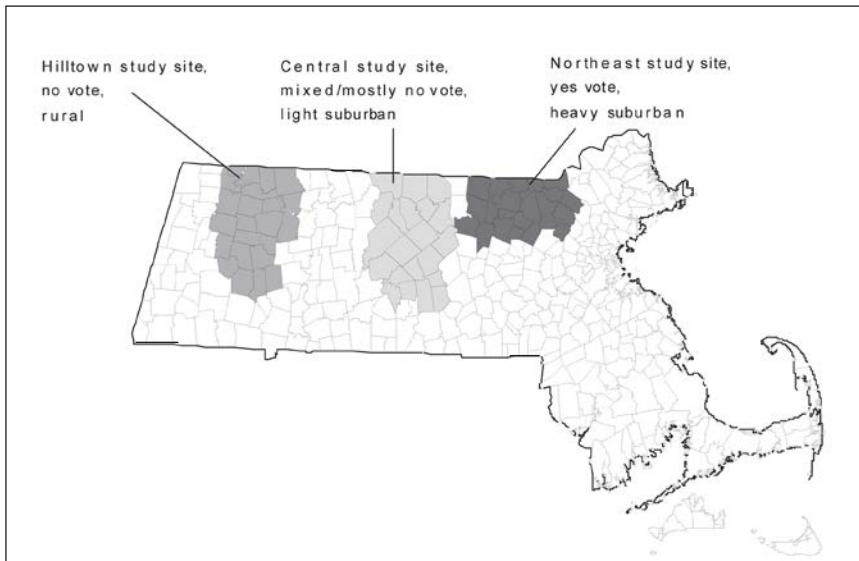 Hilltown study site,
no vote,
rural
Central study site,
mixed/mostly no vote,
light suburban
Northeast study site,
yes vote,
heavy suburban